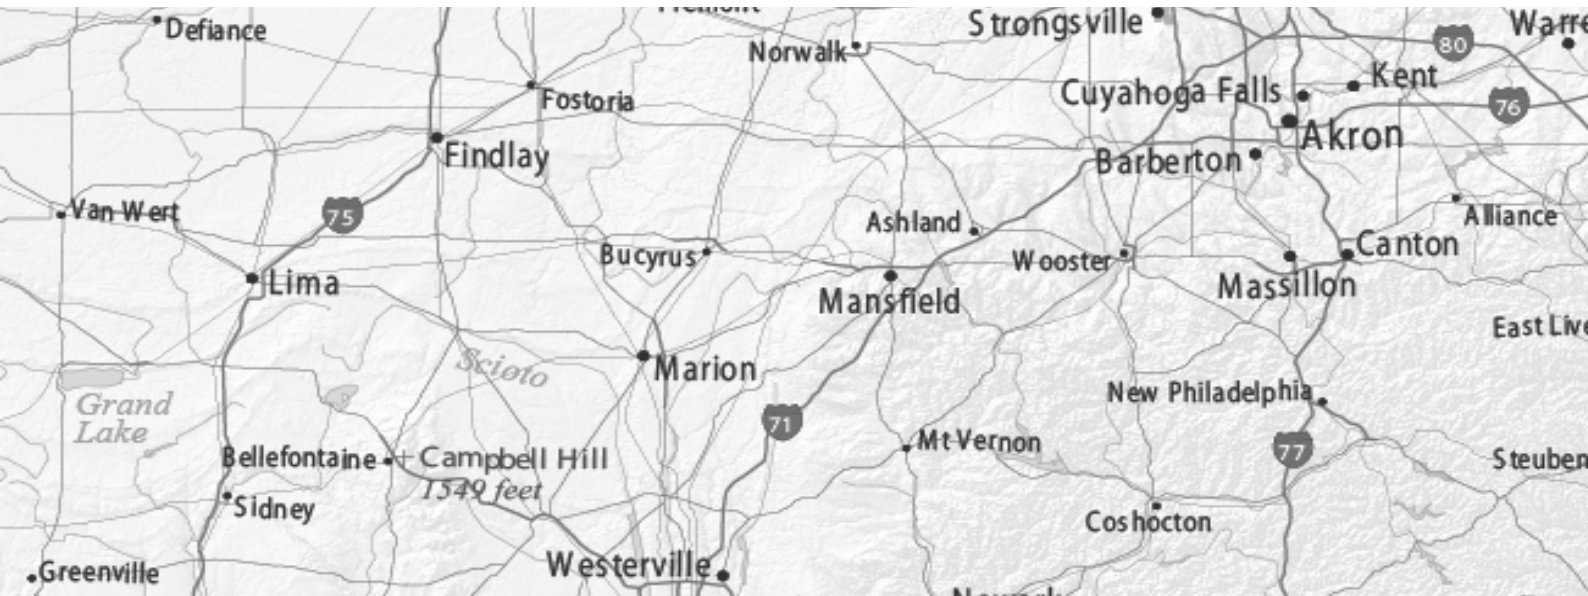 Fremont
Defiance
Strongsville
Norwalk
80
Kent
Fostoria
Cuyahoga Falls
76
Akron
Findlay
Barberton
Van Wert
75
Ashland
Alliance
Bucyrus
Wooster
Canton
Lima
Mansfield
Massillon
East Live
Scioto
Marion
New Philadelphia
Grand
Lake
71
Mt Vernon
77
Bellefontaine
Campbell Hill
1549 feet
Steuben
Sidney
Coshocton
Westerville
Greenville
Newark
Warre